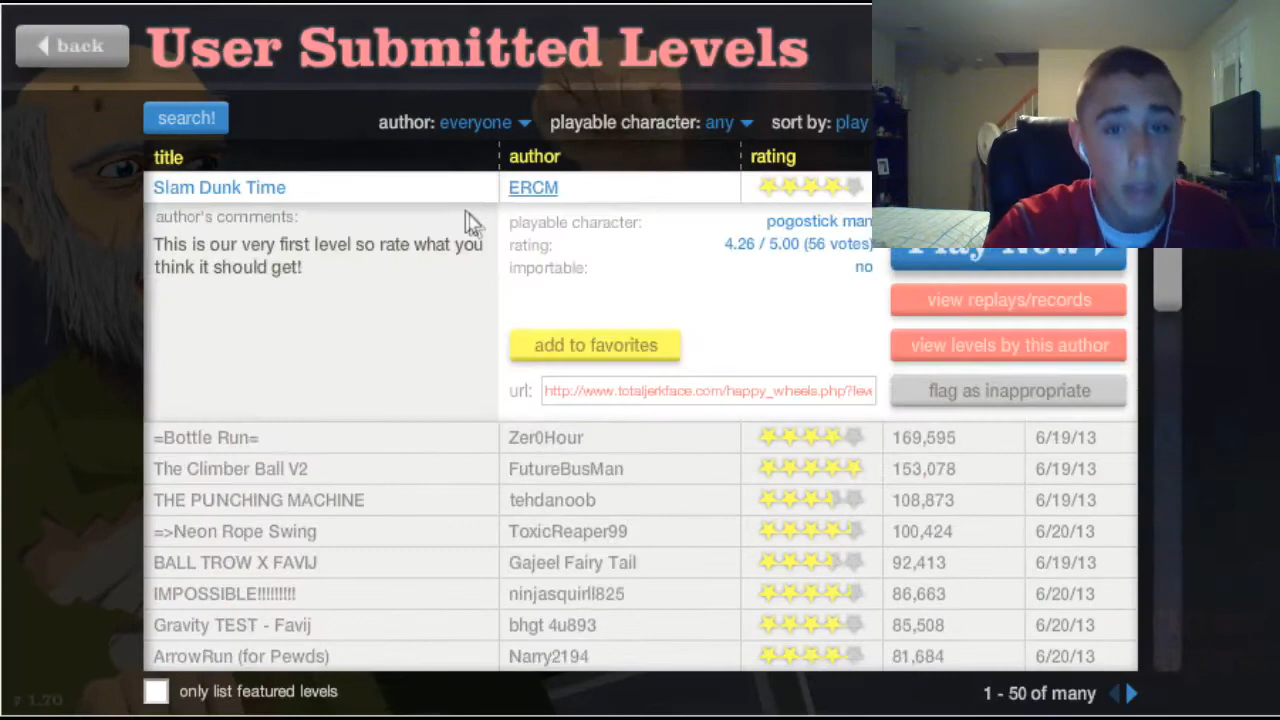 back
User Submitted Levels
search!
author: everyone playable character: any sort by: play
title author rating
Slam Dunk Time ERCM
author's comments:
This is our very first level so rate what you
think it should get!
playable character: pogostick man
rating: 4.26 / 5.00 (56 votes)
importable: no
Play Now
view replays/records
add to favorites
view levels by this author
url: http://www.totaljerkface.com/happy_wheels.php?lev
flag as inappropriate
=Bottle Run= Zer0Hour 169,595 6/19/13
The Climber Ball V2 FutureBusMan 153,078 6/19/13
THE PUNCHING MACHINE tehdanoob 108,873 6/19/13
=>Neon Rope Swing ToxicReaper99 100,424 6/20/13
BALL TROW X FAVIJ Gajeel Fairy Tail 92,413 6/19/13
IMPOSSIBLE!!!!!!!!! ninjasquirll825 86,663 6/20/13
Gravity TEST - Favij bhgt 4u893 85,508 6/20/13
ArrowRun (for Pewds) Narry2194 81,684 6/20/13
only list featured levels
1 - 50 of many
v 1.70